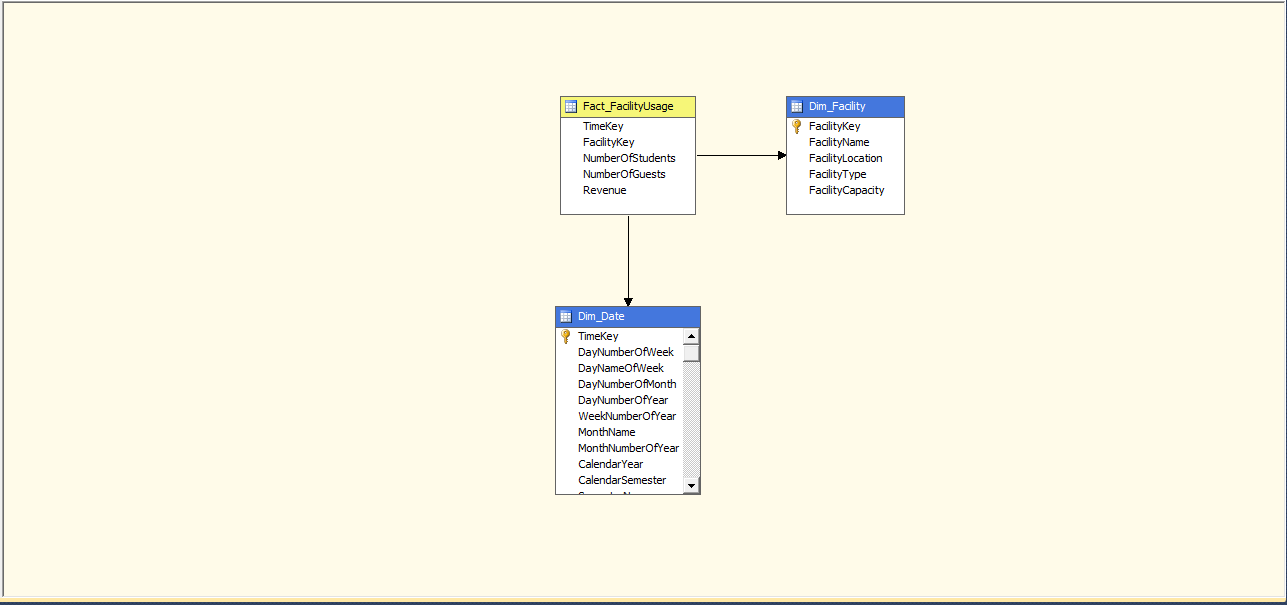 Fact_FacilityUsage
TimeKey
FacilityKey
NumberOfStudents
NumberOfGuests
Revenue
Dim_Facility
FacilityKey
FacilityName
FacilityLocation
FacilityType
FacilityCapacity
Dim_Date
TimeKey
DayNumberOfWeek
DayNameOfWeek
DayNumberOfMonth
DayNumberOfYear
WeekNumberOfYear
MonthName
MonthNumberOfYear
CalendarYear
CalendarSemester